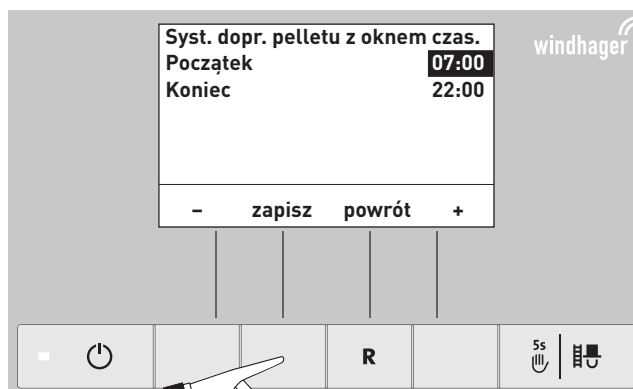 Syst. dopr. pelletu z oknem czas.
Początek 07:00
Koniec 22:00
windhager
– zapisz powrót +
R
5s